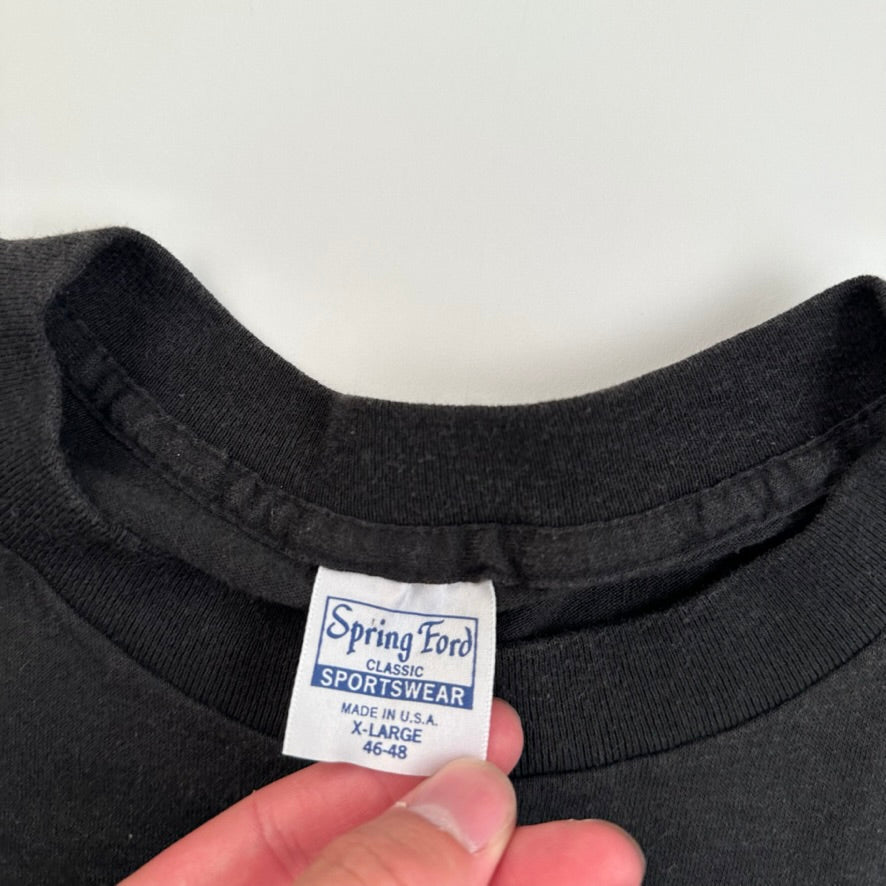 Spring Ford
CLASSIC
SPORTSWEAR
MADE IN U.S.A.
X-LARGE
46-48